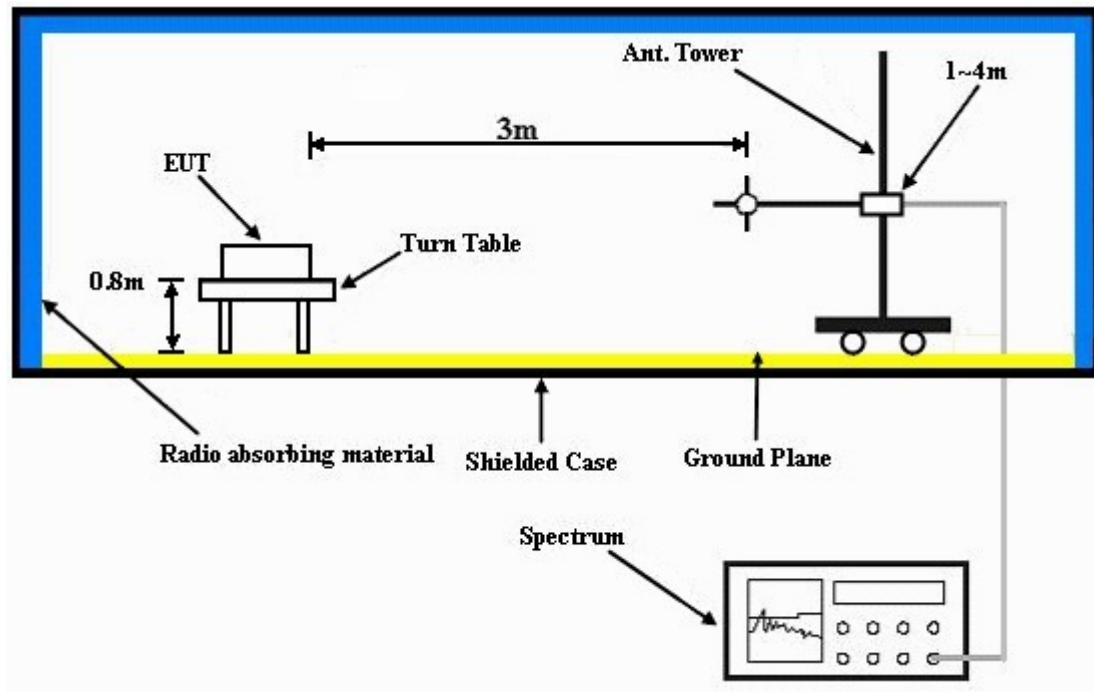 Ant. Tower
1~4m
3m
EUT
Turn Table
0.8m
Radio absorbing material
Shielded Case
Ground Plane
Spectrum